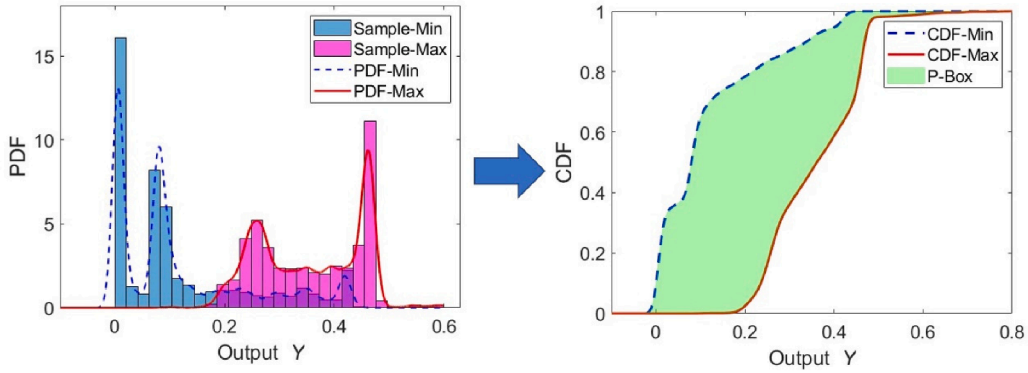 15
10
5
0
PDF
0
0.2
0.4
0.6
Output Y
Sample-Min
Sample-Max
PDF-Min
PDF-Max
1
0.8
0.6
0.4
0.2
0
CDF
0
0.2
0.4
0.6
0.8
Output Y
CDF-Min
CDF-Max
P-Box